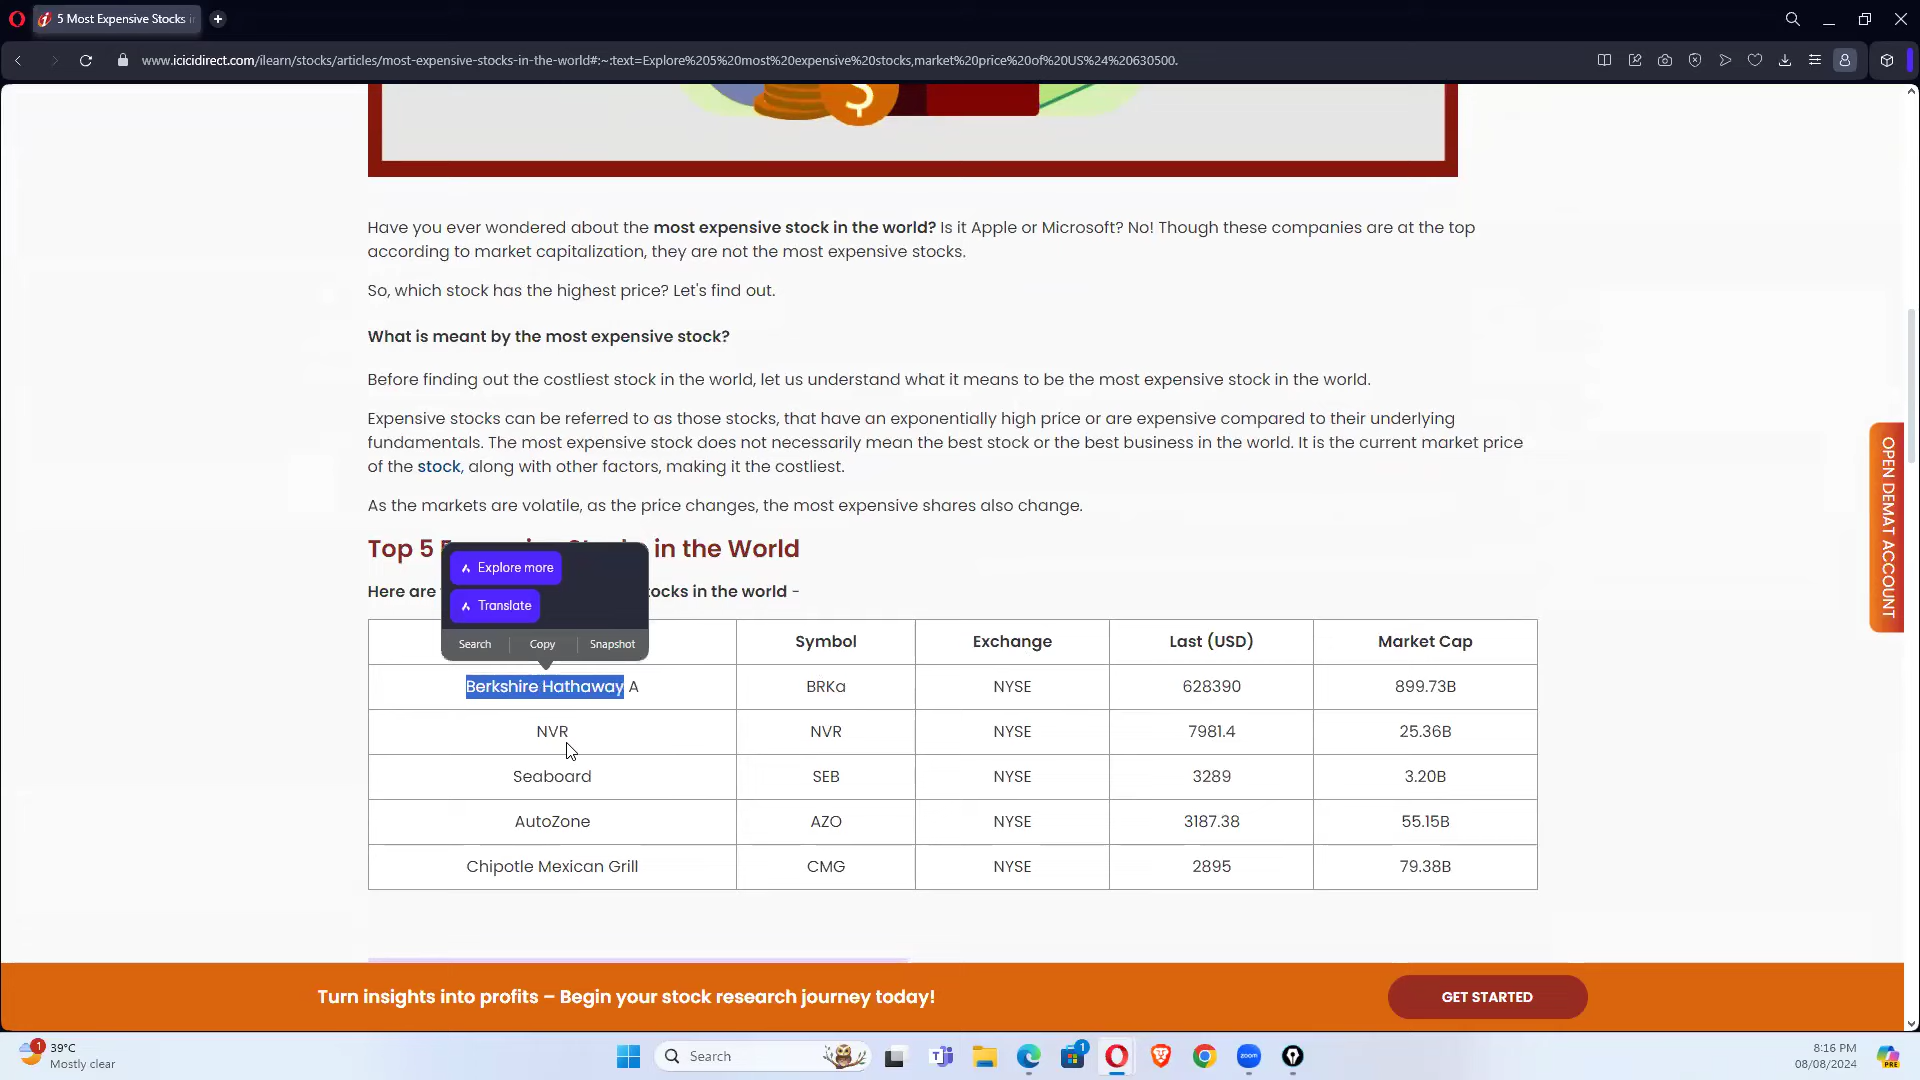 5 Most Expensive Stocks i
www.icicidirect.com/ilearn/stocks/articles/most-expensive-stocks-in-the-world#:~:text=Explore%205%20most%20expensive%20stocks,market%20price%20of%20US%24%20630500.
$
Have you ever wondered about the most expensive stock in the world? Is it Apple or Microsoft? No! Though these companies are at the top
according to market capitalization, they are not the most expensive stocks.
So, which stock has the highest price? Let's find out.
What is meant by the most expensive stock?
Before finding out the costliest stock in the world, let us understand what it means to be the most expensive stock in the world.
Expensive stocks can be referred to as those stocks, that have an exponentially high price or are expensive compared to their underlying
fundamentals. The most expensive stock does not necessarily mean the best stock or the best business in the world. It is the current market price
of the stock, along with other factors, making it the costliest.
As the markets are volatile, as the price changes, the most expensive shares also change.
Top 5 in the World
Explore more
Here are ocks in the world -
Translate
Search Copy Snapshot
Symbol Exchange Last (USD) Market Cap
Berkshire Hathaway A BRKa NYSE 628390 899.73B
NVR NVR NYSE 7981.4 25.36B
Seaboard SEB NYSE 3289 3.20B
AutoZone AZO NYSE 3187.38 55.15B
Chipotle Mexican Grill CMG NYSE 2895 79.38B
OPEN DEMAT ACCOUNT
Turn insights into profits – Begin your stock research journey today!
GET STARTED
1
39°C
Mostly clear
Search
1
zoom
8:16 PM
08/08/2024
PRE